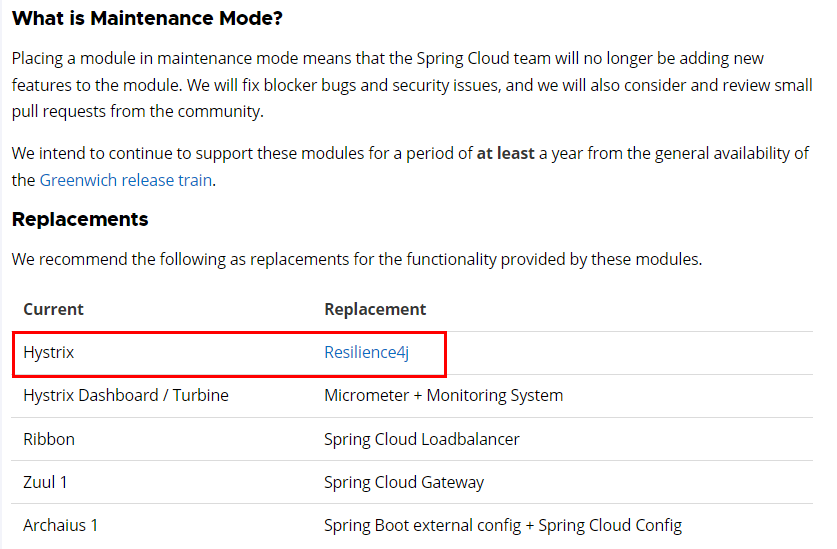 What is Maintenance Mode?
Placing a module in maintenance mode means that the Spring Cloud team will no longer be adding new
features to the module. We will fix blocker bugs and security issues, and we will also consider and review small
pull requests from the community.
We intend to continue to support these modules for a period of at least a year from the general availability of
the Greenwich release train.
Replacements
We recommend the following as replacements for the functionality provided by these modules.
Current Replacement
Hystrix Resilience4j
Hystrix Dashboard / Turbine Micrometer + Monitoring System
Ribbon Spring Cloud Loadbalancer
Zuul 1 Spring Cloud Gateway
Archaius 1 Spring Boot external config + Spring Cloud Config